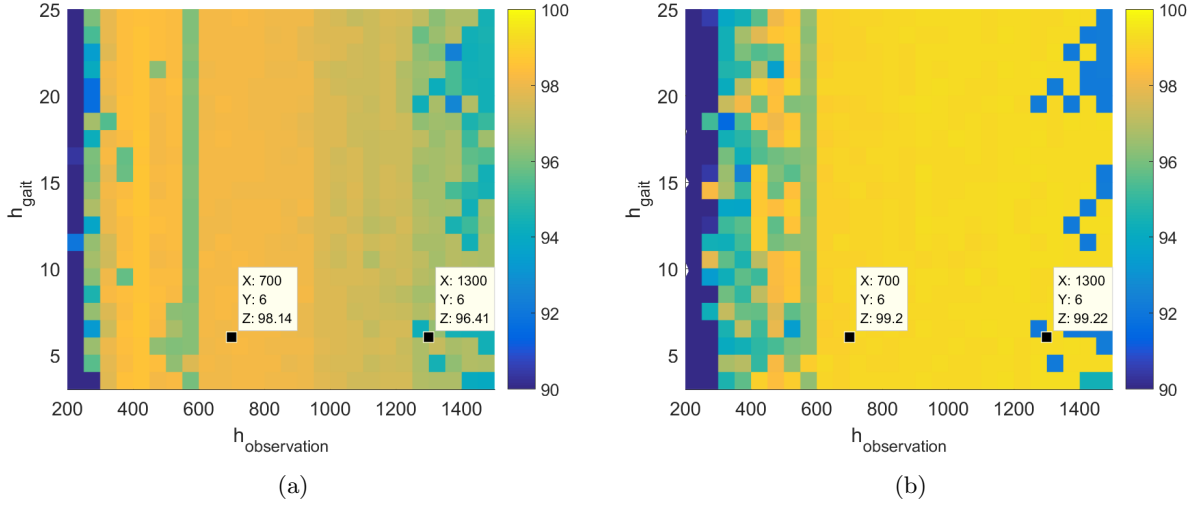 25
20
15
10
5
200 400 600 800 1000 1200 1400
h_gait
h_observation
100
98
96
94
92
90
X: 700
Y: 6
Z: 98.14
X: 1300
Y: 6
Z: 96.41
(a)
25
20
15
10
5
200 400 600 800 1000 1200 1400
h_gait
h_observation
100
98
96
94
92
90
X: 700
Y: 6
Z: 99.2
X: 1300
Y: 6
Z: 99.22
(b)